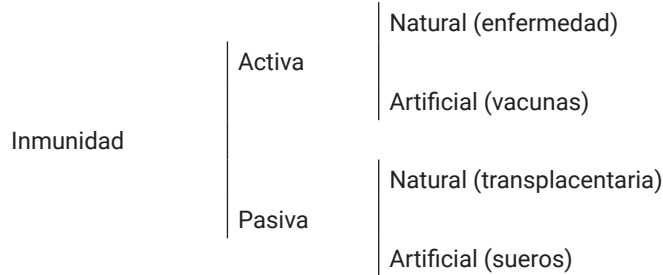 Natural (enfermedad)
Activa
Artificial (vacunas)
Inmunidad
Natural (transplacentaria)
Pasiva
Artificial (sueros)